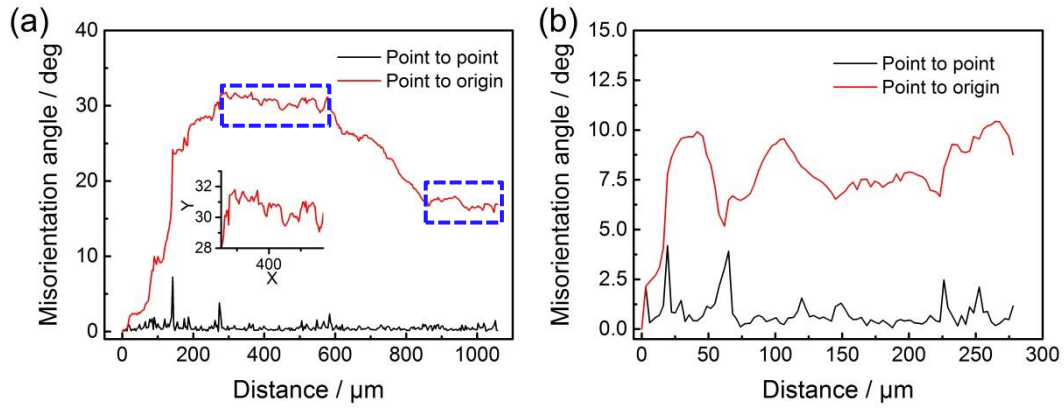 (a)
Misorientation angle / deg
40
30
20
10
0
Point to point
Point to origin
Y
32
31
30
29
28
400
X
0 200 400 600 800 1000
Distance / μm
(b)
Misorientation angle / deg
15.0
12.5
10.0
7.5
5.0
2.5
0.0
Point to point
Point to origin
0 50 100 150 200 250 300
Distance / μm